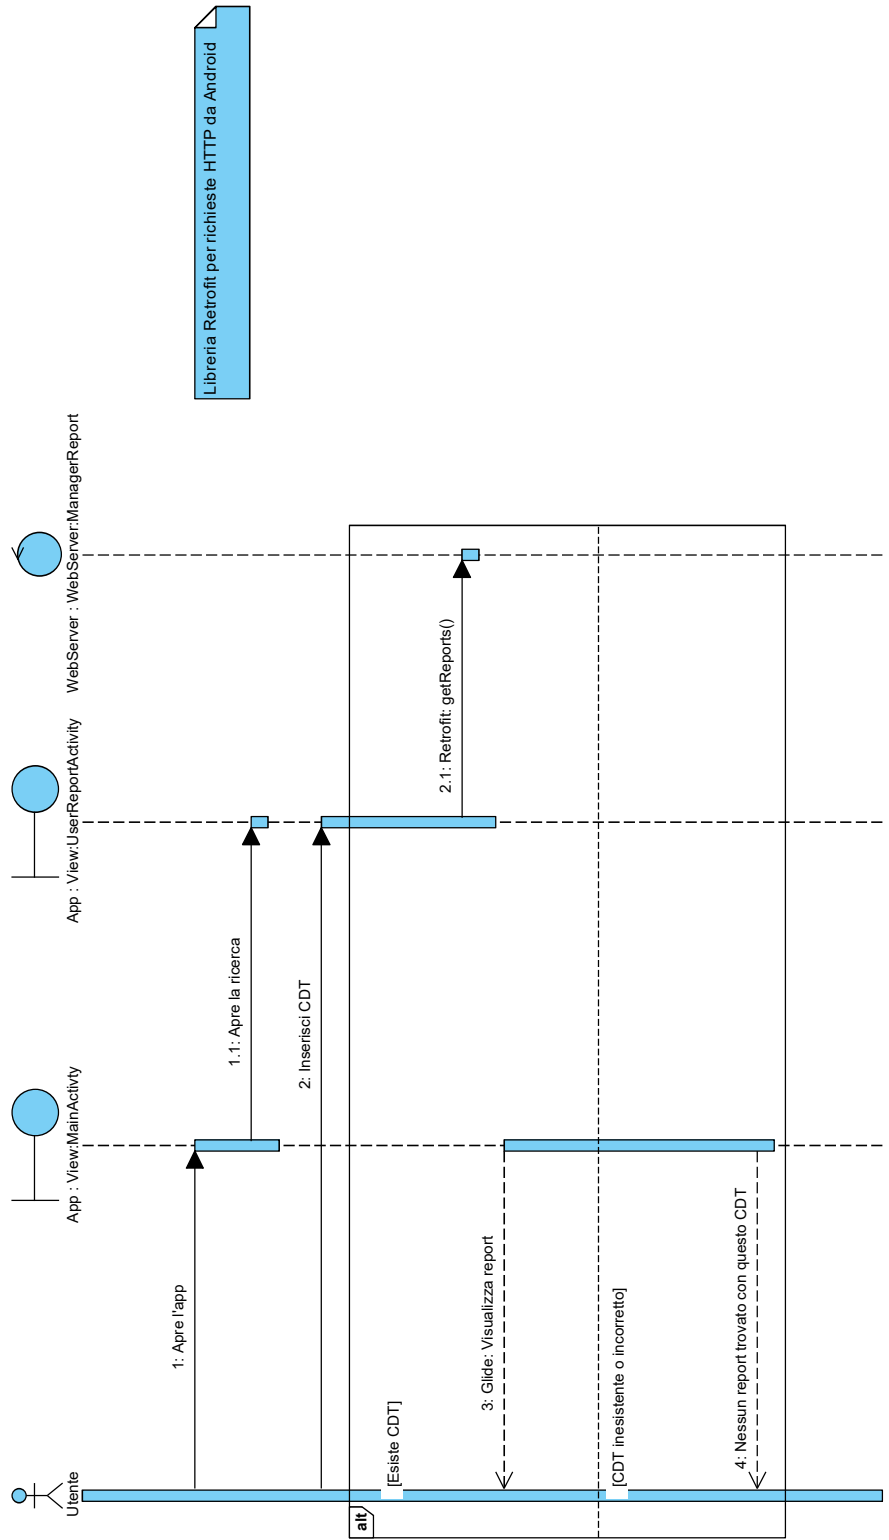 Utente
App : View:MainActivty
App : View:UserReportActivity
WebServer : WebServer:ManagerReport
Libreria Retrofit per richieste HTTP da Android
1: Apre l'app
1.1: Apre la ricerca
2: Inserisci CDT
alt
[Esiste CDT]
2.1: Retrofit: getReports()
3: Glide: Visualizza report
[CDT inesistente o incorretto]
4: Nessun report trovato con questo CDT